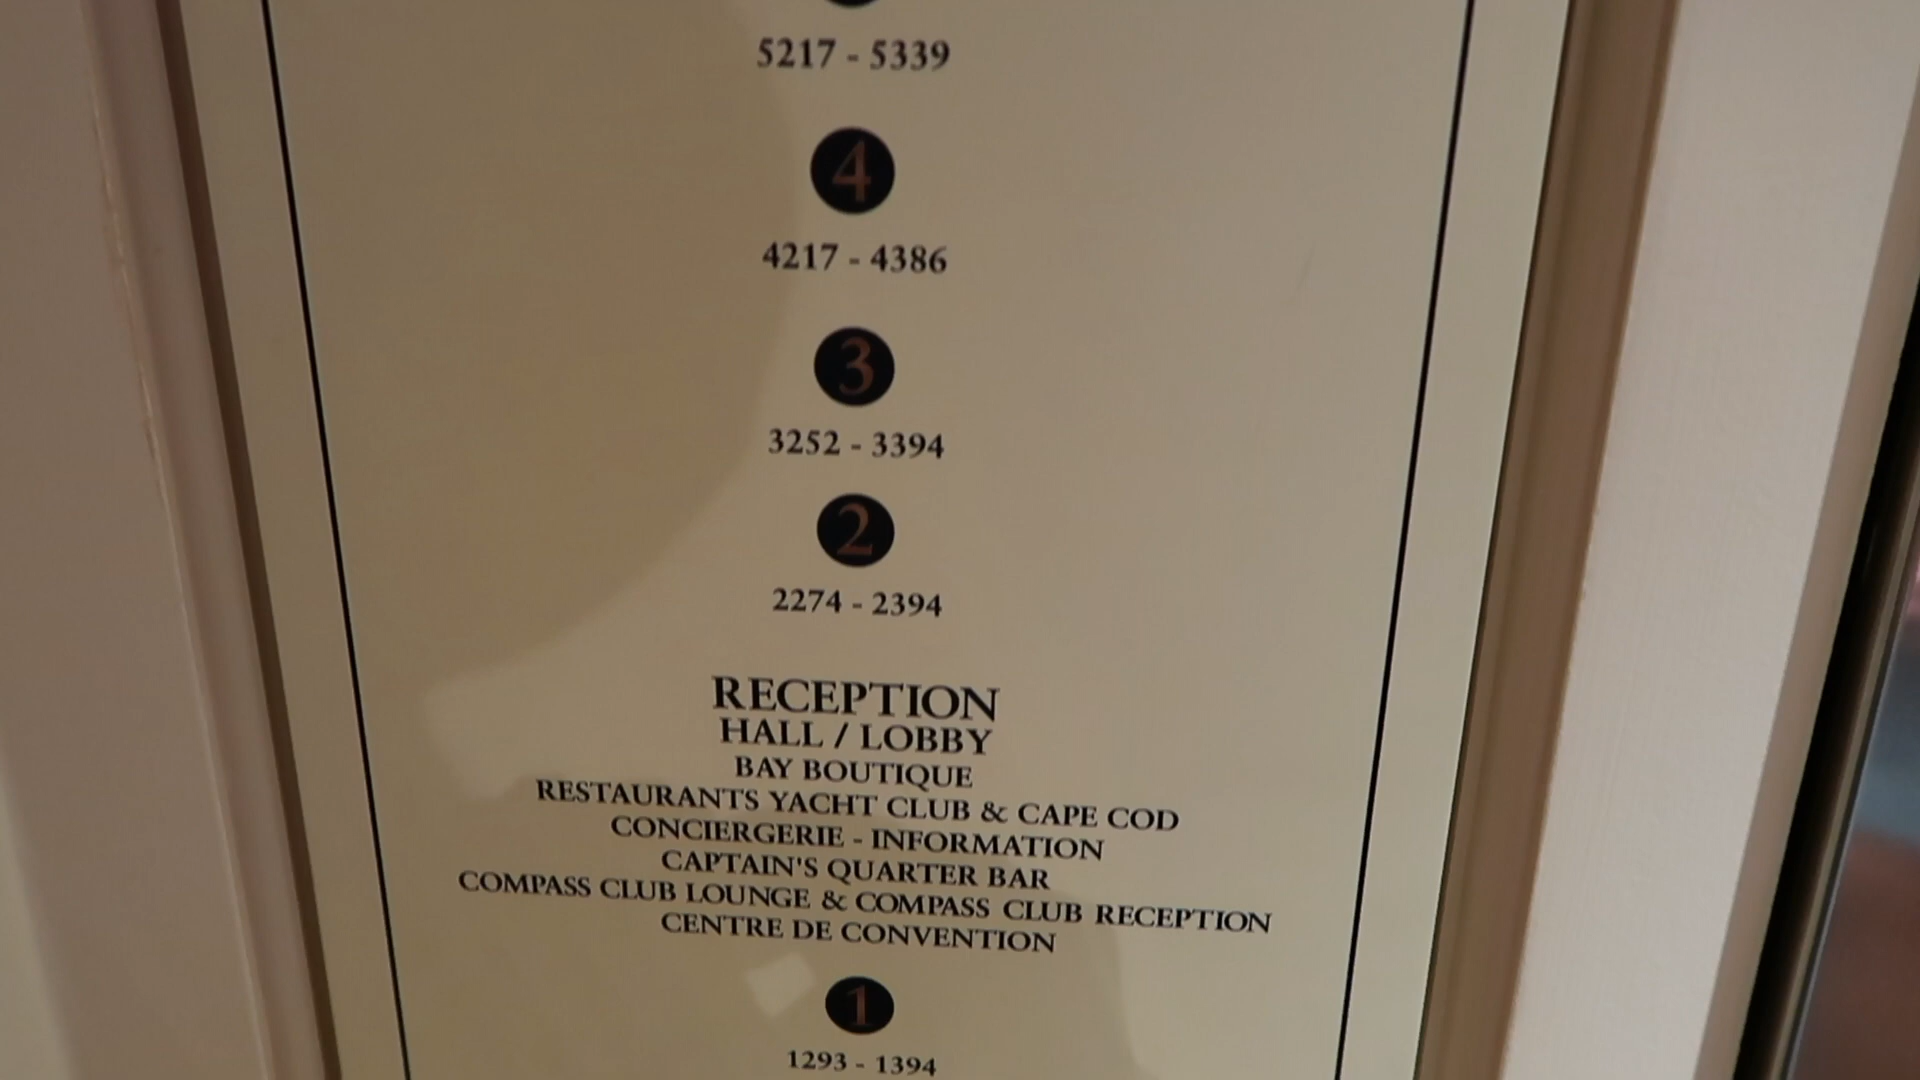 5217 - 5339
4
4217 - 4386
3
3252 - 3394
2
2274 - 2394
RECEPTION
HALL / LOBBY
BAY BOUTIQUE
RESTAURANTS YACHT CLUB & CAPE COD
CONCIERGERIE - INFORMATION
CAPTAIN'S QUARTER BAR
COMPASS CLUB LOUNGE & COMPASS CLUB RECEPTION
CENTRE DE CONVENTION
1
1293 - 1394